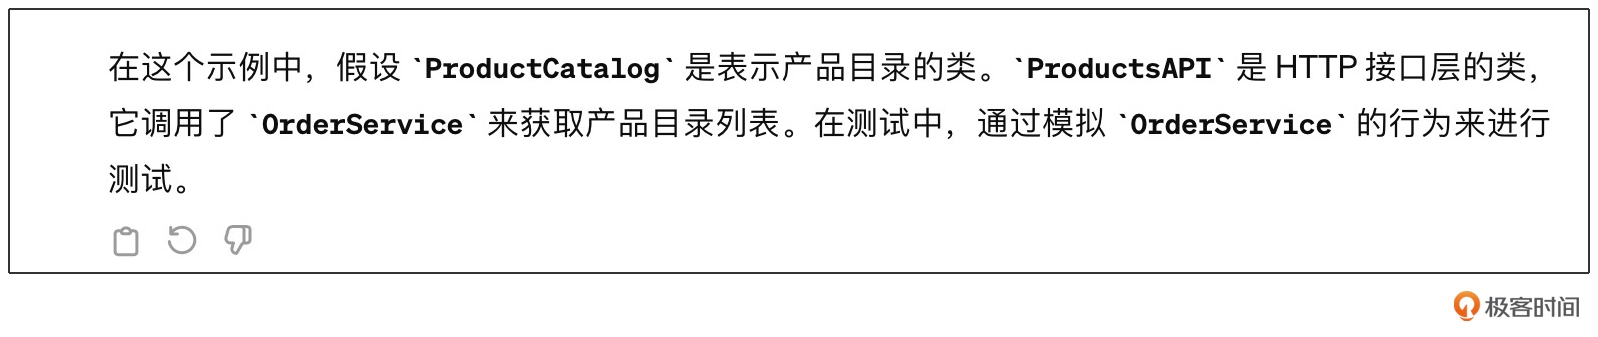 在这个示例中，假设 `ProductCatalog` 是表示产品目录的类。`ProductsAPI` 是 HTTP 接口层的类，
它调用了 `OrderService` 来获取产品目录列表。在测试中，通过模拟 `OrderService` 的行为来进行
测试。
极客时间